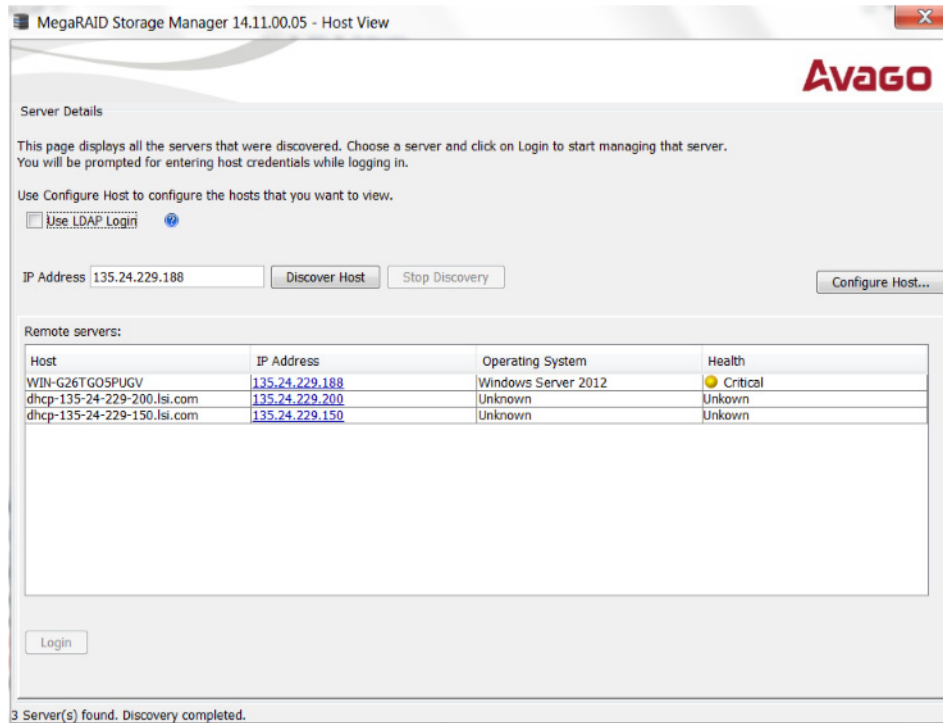 MegaRAID Storage Manager 14.11.00.05 - Host View
AVAGO
Server Details
This page displays all the servers that were discovered. Choose a server and click on Login to start managing that server.
You will be prompted for entering host credentials while logging in.
Use Configure Host to configure the hosts that you want to view.
Use LDAP Login
IP Address 135.24.229.188 Discover Host Stop Discovery Configure Host...
Remote servers:
Host IP Address Operating System Health
WIN-G26TGO5PUGV 135.24.229.188 Windows Server 2012 Critical
dhcp-135-24-229-200.lsi.com 135.24.229.200 Unknown Unkown
dhcp-135-24-229-150.lsi.com 135.24.229.150 Unknown Unkown
Login
3 Server(s) found. Discovery completed.